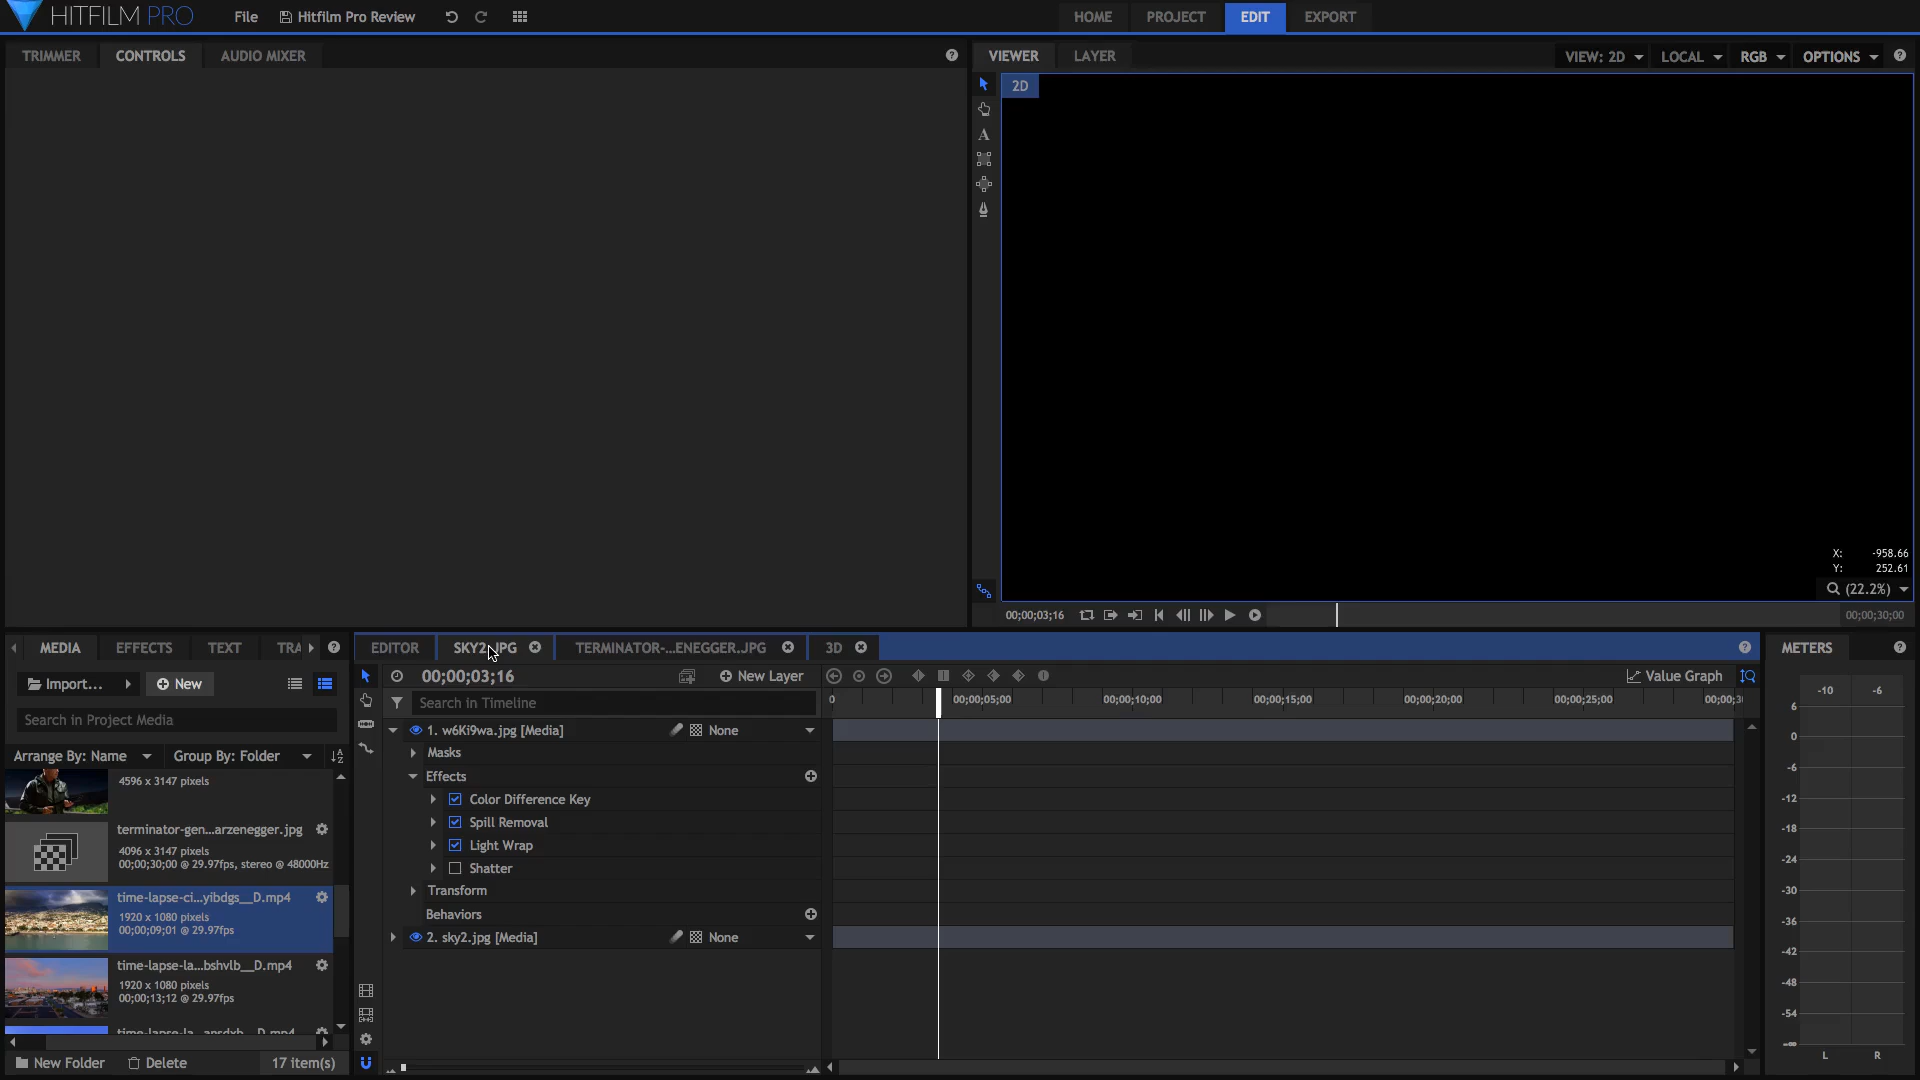 HITFILM PRO
File
Hitfilm Pro Review
HOME
PROJECT
EDIT
EXPORT
TRIMMER
CONTROLS
AUDIO MIXER
VIEWER
LAYER
VIEW: 2D
LOCAL
RGB
OPTIONS
2D
A
X: -958.66
Y: 252.61
(22.2%)
00;00;03;16
00;00;30;00
MEDIA
EFFECTS
TEXT
TRA
Import...
New
Search in Project Media
Arrange By: Name
Group By: Folder
4596 x 3147 pixels
terminator-gen...arzenegger.jpg
4096 x 3147 pixels
00;00;30;00 @ 29.97fps, stereo @ 48000Hz
time-lapse-ci...yibdgs__D.mp4
1920 x 1080 pixels
00;00;09;01 @ 29.97fps
time-lapse-la...bshvlb__D.mp4
1920 x 1080 pixels
00;00;13;12 @ 29.97fps
New Folder
Delete
17 item(s)
EDITOR
SKY2.JPG
TERMINATOR-...ENEGGER.JPG
3D
00;00;03;16
New Layer
Value Graph
Search in Timeline
0
00;00;05;00
00;00;10;00
00;00;15;00
00;00;20;00
00;00;25;00
00;00;3
1. w6Ki9wa.jpg [Media]
None
Masks
Effects
Color Difference Key
Spill Removal
Light Wrap
Shatter
Transform
Behaviors
2. sky2.jpg [Media]
None
METERS
-10 -6
6
0
-6
-12
-18
-24
-30
-36
-42
-48
-54
-∞
L R